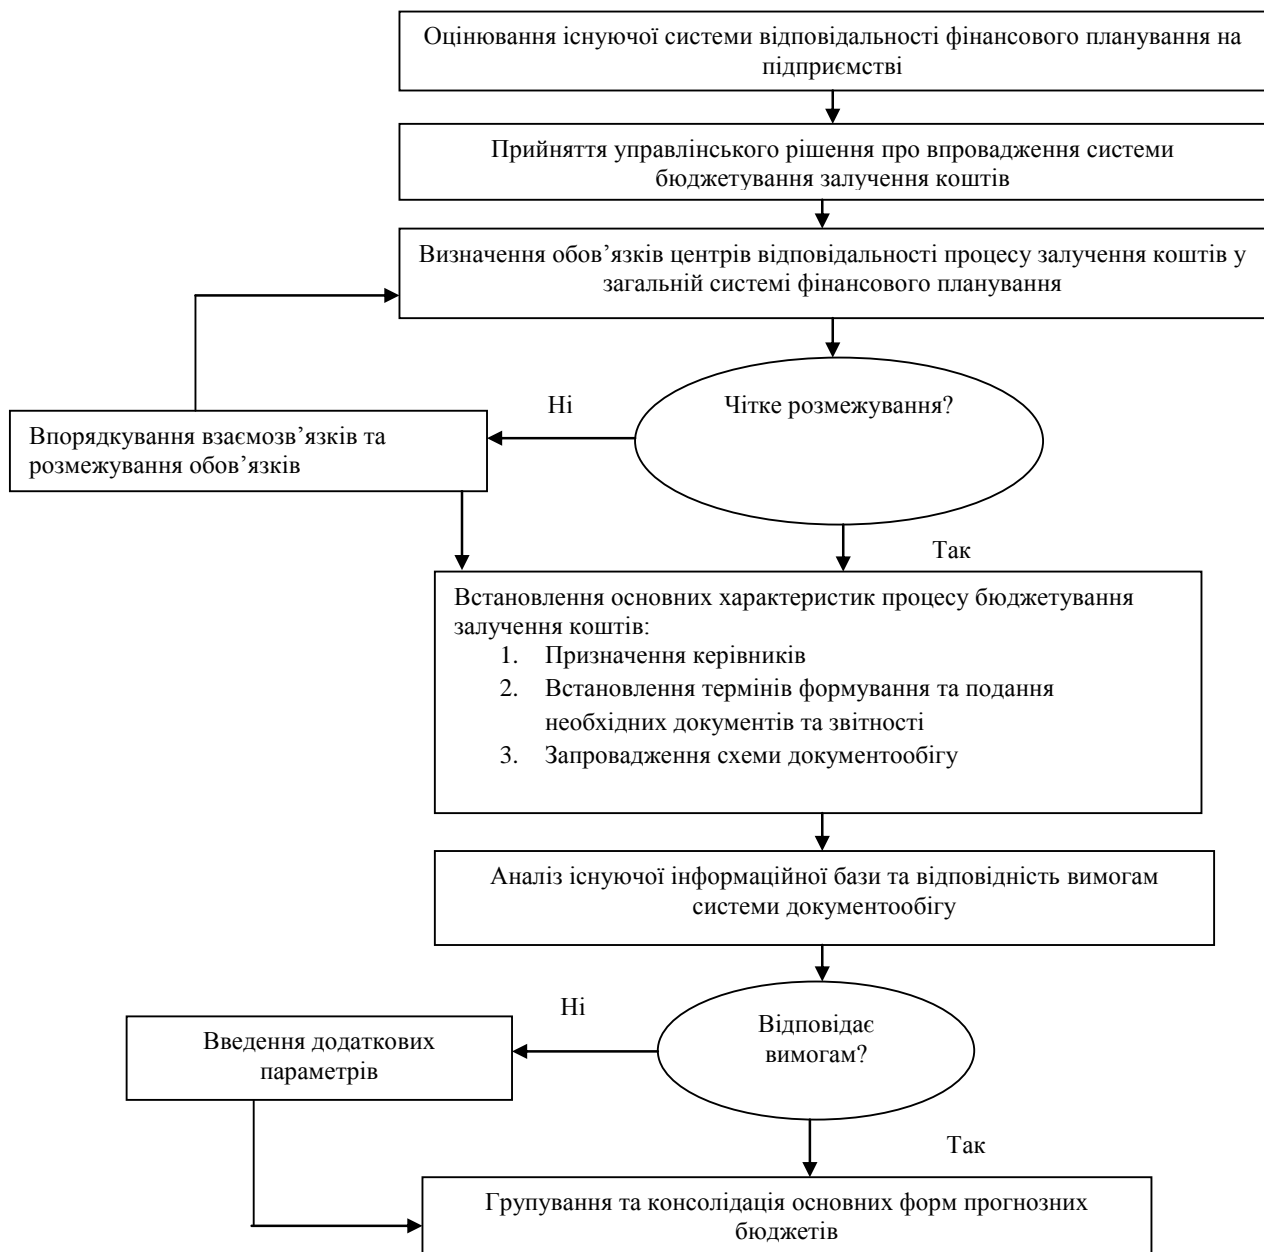 Оцінювання існуючої системи відповідальності фінансового планування на
підприємстві
Прийняття управлінського рішення про впровадження системи
бюджетування залучення коштів
Визначення обов’язків центрів відповідальності процесу залучення коштів у
загальній системі фінансового планування
Чітке розмежування?
Ні
Впорядкування взаємозв’язків та
розмежування обов’язків
Так
Встановлення основних характеристик процесу бюджетування
залучення коштів:
1. Призначення керівників
2. Встановлення термінів формування та подання
необхідних документів та звітності
3. Запровадження схеми документообігу
Аналіз існуючої інформаційної бази та відповідність вимогам
системи документообігу
Ні
Відповідає
вимогам?
Введення додаткових
параметрів
Так
Групування та консолідація основних форм прогнозних
бюджетів